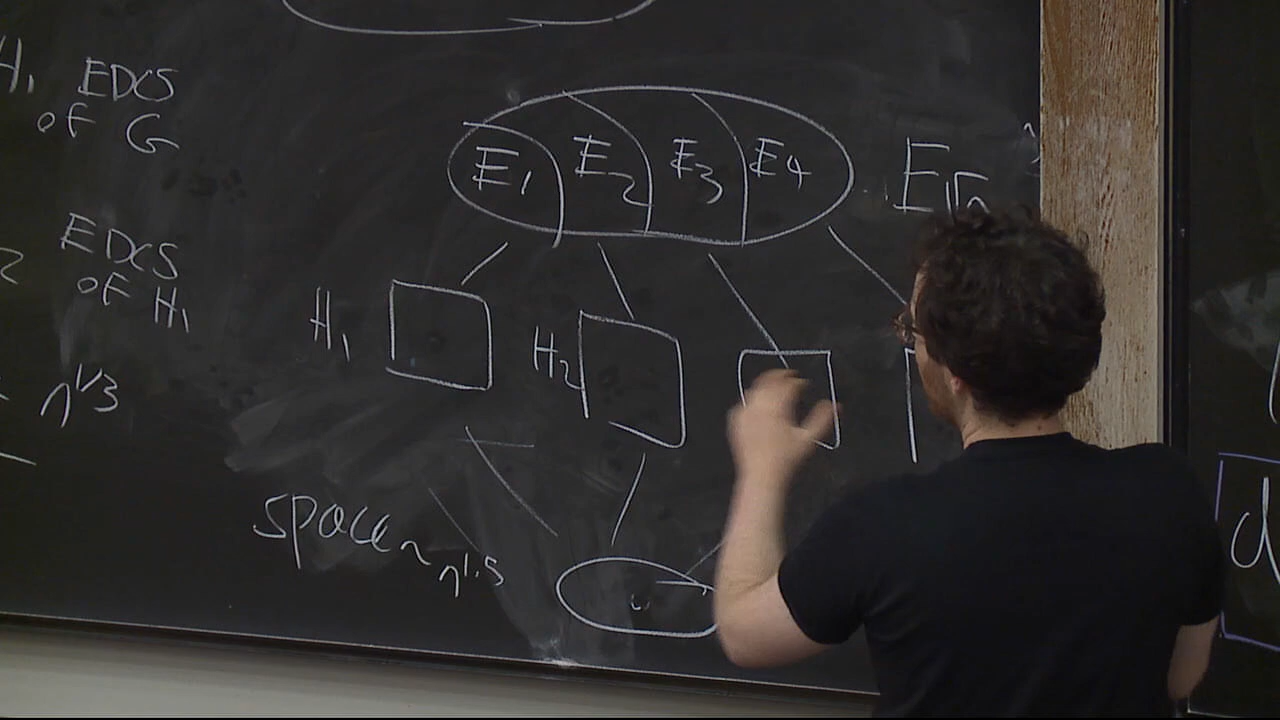 H₁ EDCS
of G
E₁ E₂ E₃ E₄ E√n
EDCS
of H₁
H₁ H₂
n^1/3
space ~ n^1.5
d